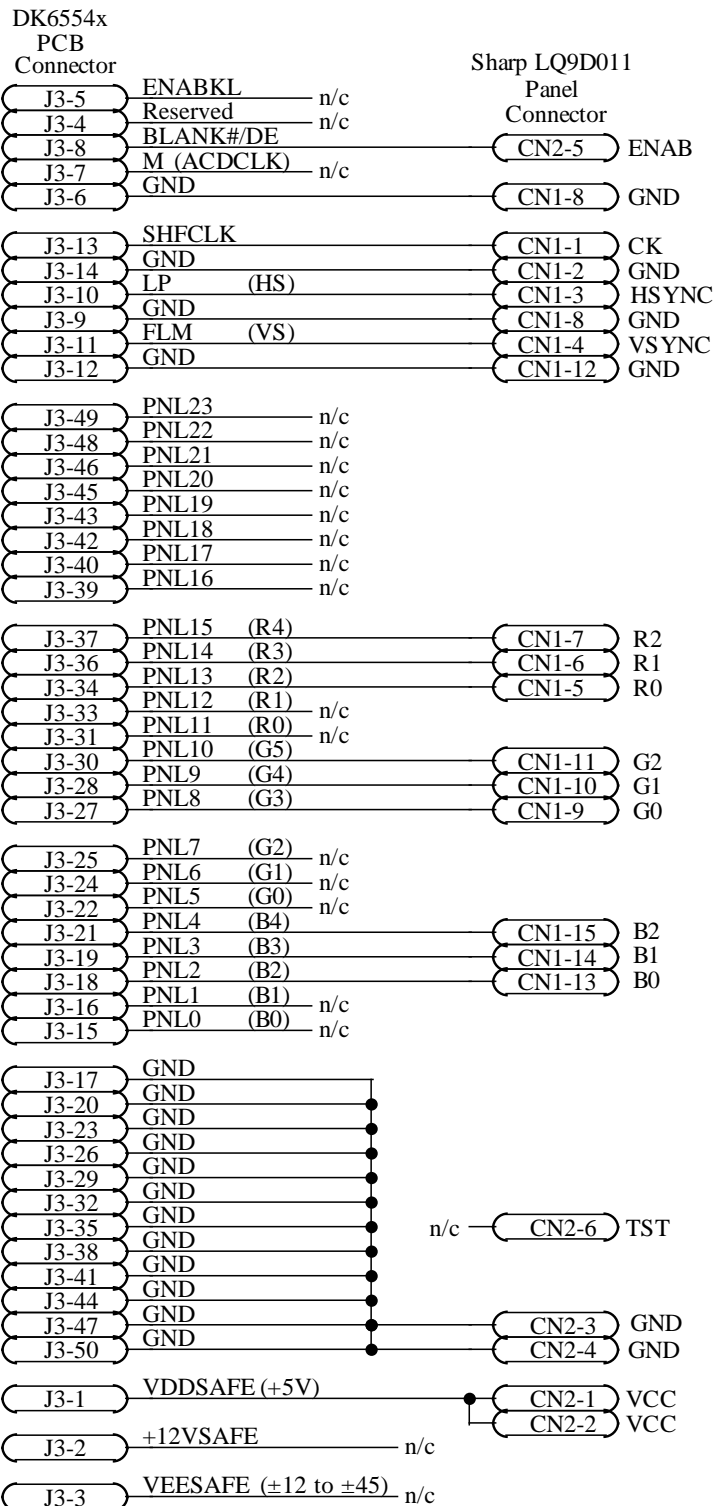 DK6554x
PCB
Connector
Sharp LQ9D011
Panel
Connector
J3-5 ENABKL n/c
J3-4 Reserved n/c
J3-8 BLANK#/DE CN2-5 ENAB
J3-7 M (ACDCLK) n/c
J3-6 GND CN1-8 GND
J3-13 SHFCLK CN1-1 CK
J3-14 GND CN1-2 GND
J3-10 LP (HS) CN1-3 HSYNC
J3-9 GND CN1-8 GND
J3-11 FLM (VS) CN1-4 VSYNC
J3-12 GND CN1-12 GND
J3-49 PNL23 n/c
J3-48 PNL22 n/c
J3-46 PNL21 n/c
J3-45 PNL20 n/c
J3-43 PNL19 n/c
J3-42 PNL18 n/c
J3-40 PNL17 n/c
J3-39 PNL16 n/c
J3-37 PNL15 (R4) CN1-7 R2
J3-36 PNL14 (R3) CN1-6 R1
J3-34 PNL13 (R2) CN1-5 R0
J3-33 PNL12 (R1) n/c
J3-31 PNL11 (R0) n/c
J3-30 PNL10 (G5) CN1-11 G2
J3-28 PNL9 (G4) CN1-10 G1
J3-27 PNL8 (G3) CN1-9 G0
J3-25 PNL7 (G2) n/c
J3-24 PNL6 (G1) n/c
J3-22 PNL5 (G0) n/c
J3-21 PNL4 (B4) CN1-15 B2
J3-19 PNL3 (B3) CN1-14 B1
J3-18 PNL2 (B2) CN1-13 B0
J3-16 PNL1 (B1) n/c
J3-15 PNL0 (B0) n/c
J3-17 GND
J3-20 GND
J3-23 GND
J3-26 GND
J3-29 GND
J3-32 GND
J3-35 GND n/c CN2-6 TST
J3-38 GND
J3-41 GND
J3-44 GND
J3-47 GND CN2-3 GND
J3-50 GND CN2-4 GND
J3-1 VDDSAFE (+5V) CN2-1 VCC
CN2-2 VCC
J3-2 +12VSAFE n/c
J3-3 VEESAFE (±12 to ±45) n/c